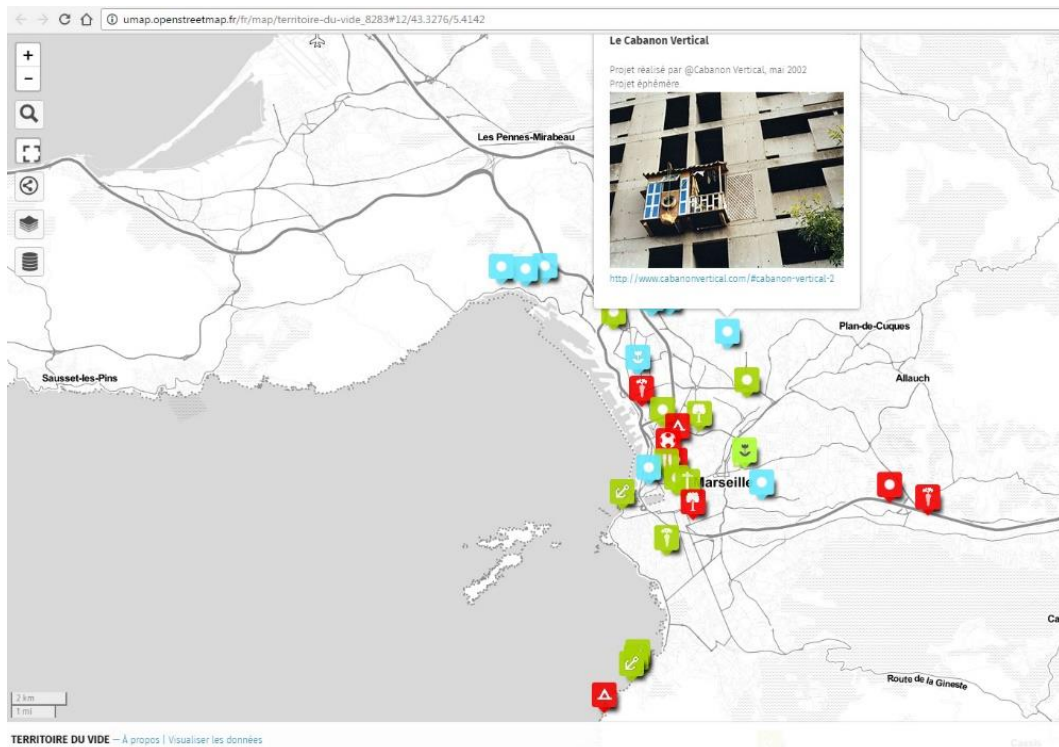 umap.openstreetmap.fr/fr/map/territoire-du-vide_8283#12/43.3276/5.4142
+
−
Le Cabanon Vertical
Projet réalisé par @Cabanon Vertical, mai 2002
Projet éphémère.
http://www.cabanonvertical.com/#cabanon-vertical-2
Les Pennes-Mirabeau
Plan-de-Cuques
Sausset-les-Pins
Allauch
Marseille
Ca
Route de la Gineste
2 km
1 mi
TERRITOIRE DU VIDE — À propos | Visualiser les données